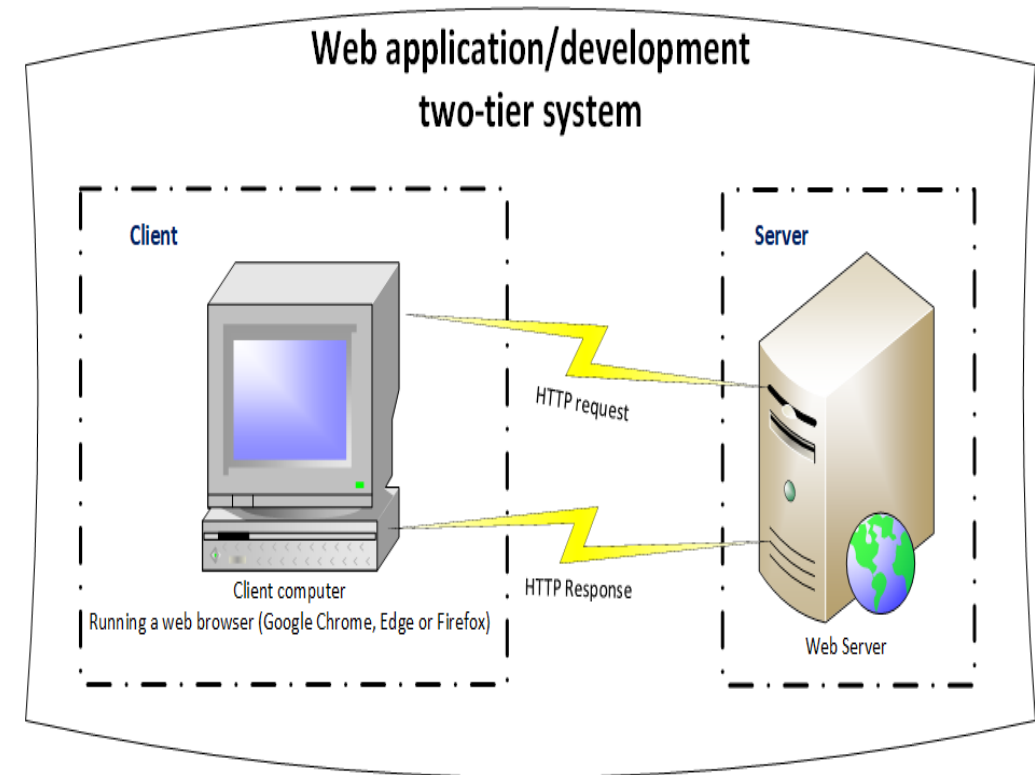 Web application/development
two-tier system
Client
Server
HTTP request
HTTP Response
Client computer
Running a web browser (Google Chrome, Edge or Firefox)
Web Server